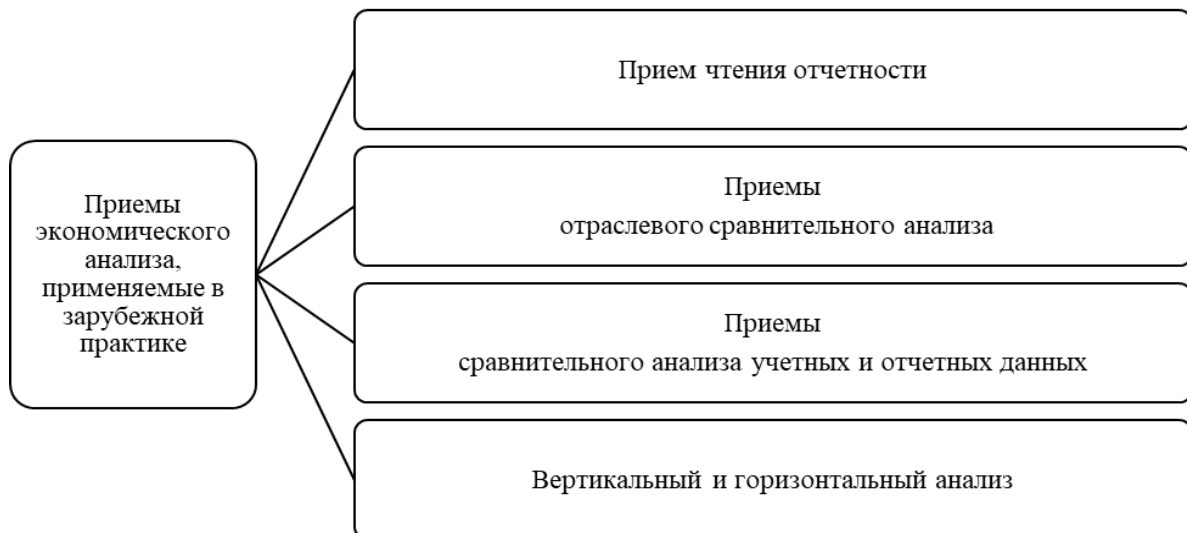 Приемы
экономического
анализа,
применяемые в
зарубежной
практике
Прием чтения отчетности
Приемы
отраслевого сравнительного анализа
Приемы
сравнительного анализа учетных и отчетных данных
Вертикальный и горизонтальный анализ